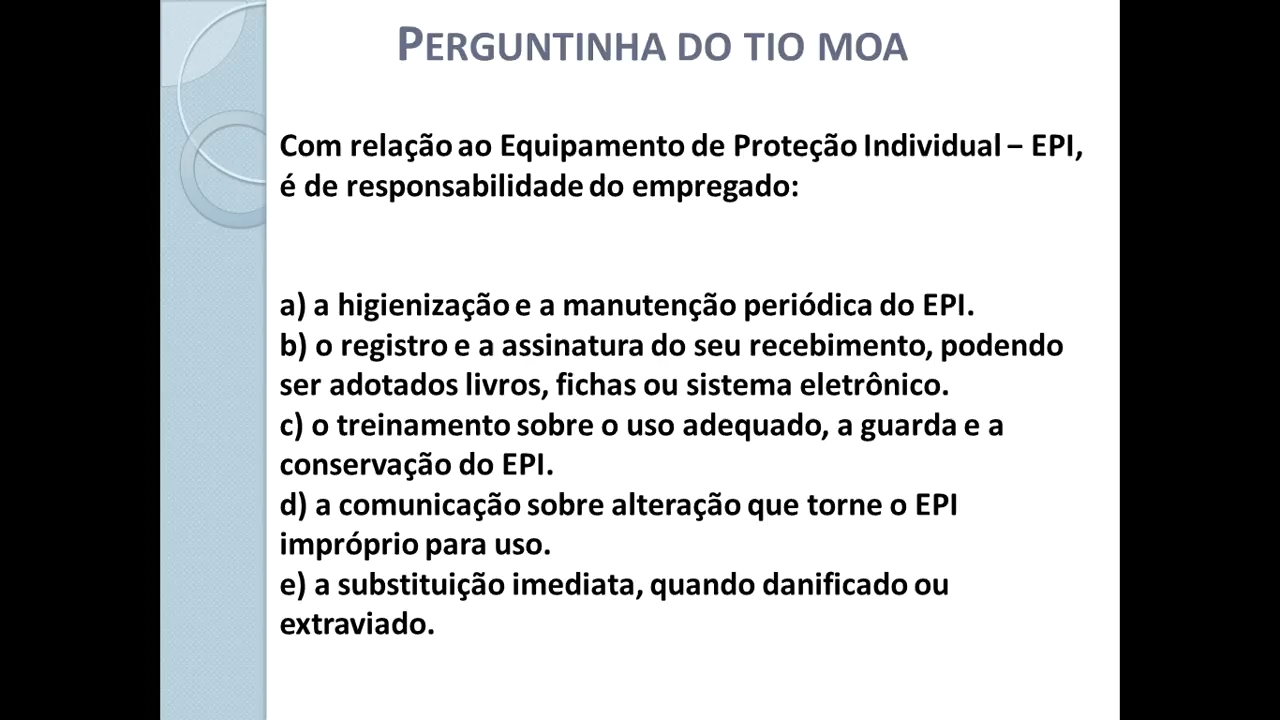 PERGUNTINHA DO TIO MOA
Com relação ao Equipamento de Proteção Individual – EPI,
é de responsabilidade do empregado:
a) a higienização e a manutenção periódica do EPI.
b) o registro e a assinatura do seu recebimento, podendo
ser adotados livros, fichas ou sistema eletrônico.
c) o treinamento sobre o uso adequado, a guarda e a
conservação do EPI.
d) a comunicação sobre alteração que torne o EPI
impróprio para uso.
e) a substituição imediata, quando danificado ou
extraviado.